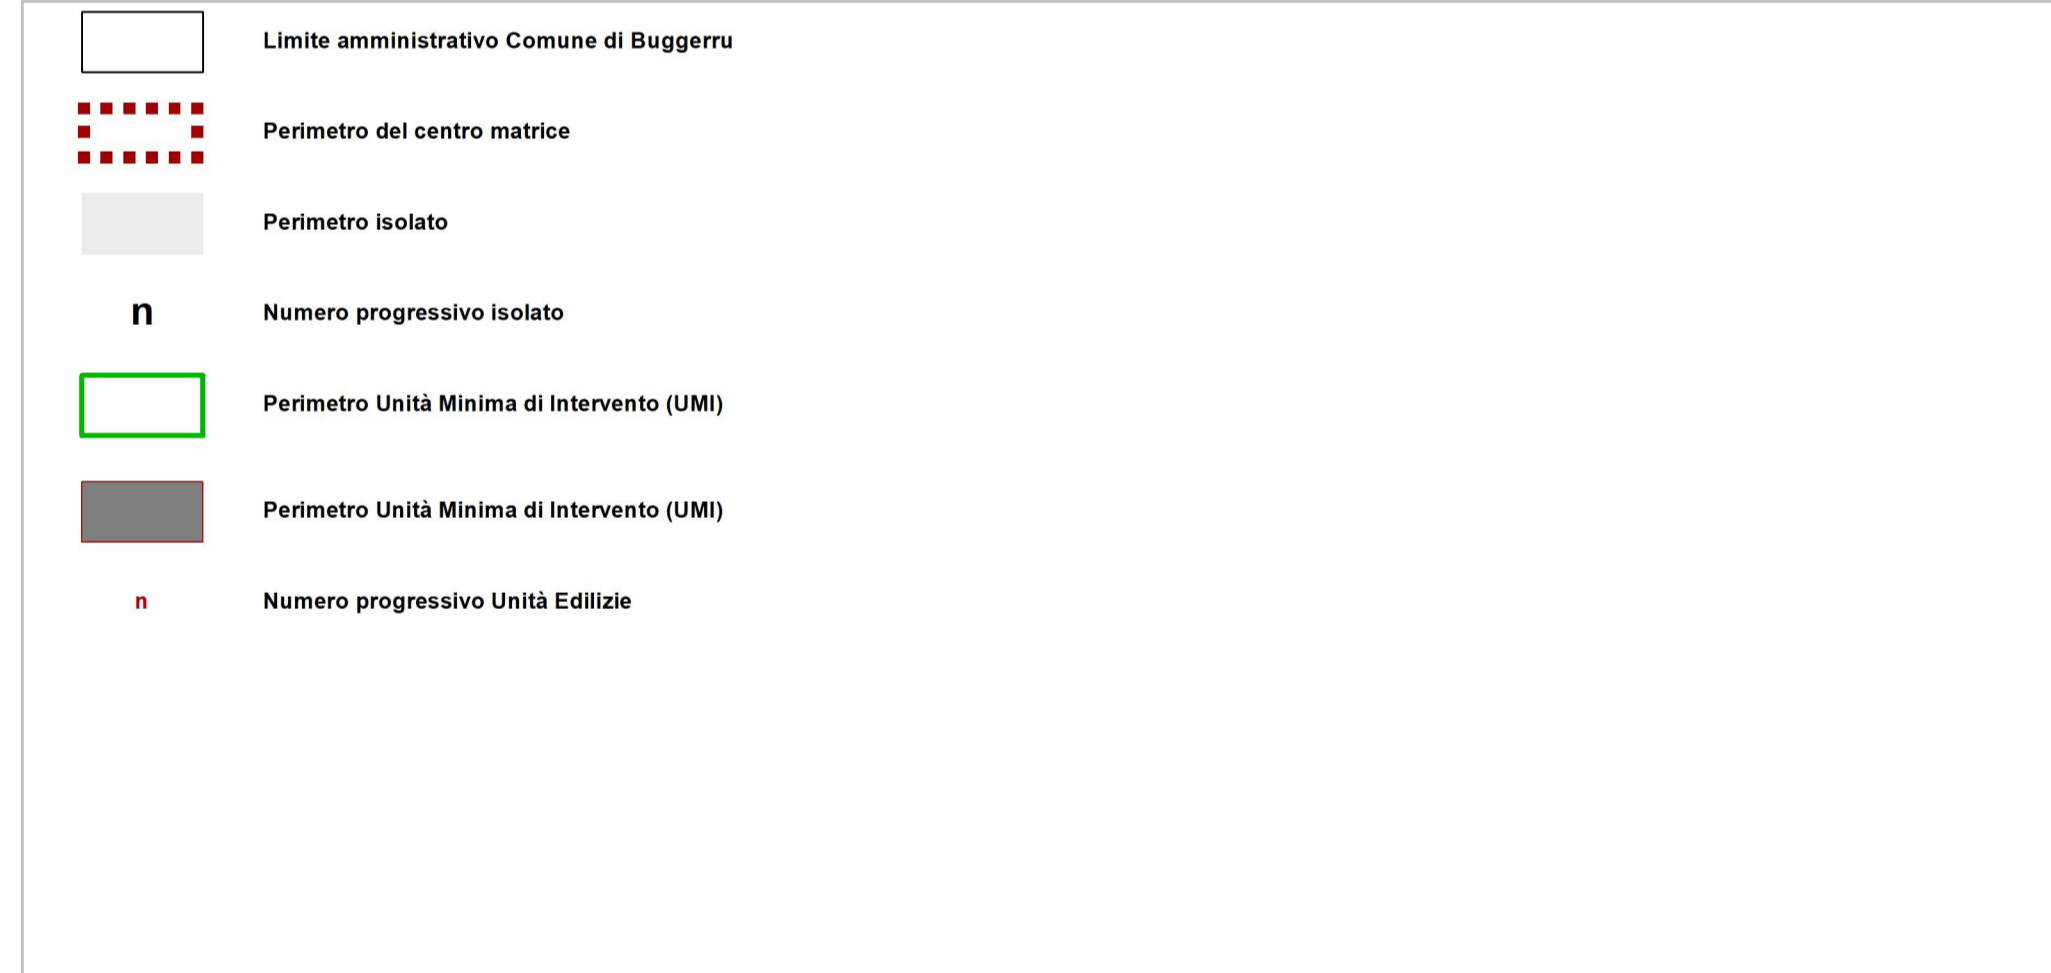 Limite amministrativo Comune di Buggerru
Perimetro del centro matrice
Perimetro isolato
n Numero progressivo isolato
Perimetro Unità Minima di Intervento (UMI)
Perimetro Unità Minima di Intervento (UMI)
n Numero progressivo Unità Edilizie